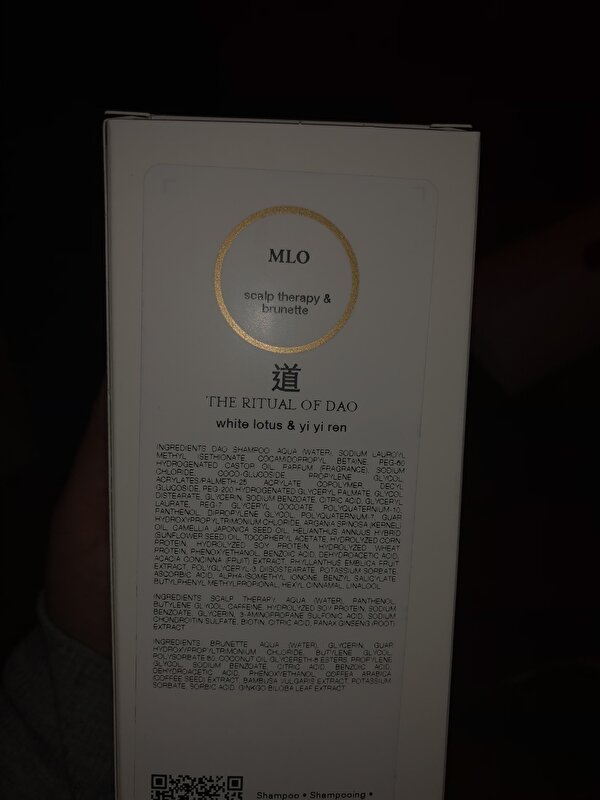 MLO
scalp therapy &
brunette
道
THE RITUAL OF DAO
white lotus & yi yi ren
INGREDIENTS DAO SHAMPOO AQUA (WATER), SODIUM LAUROYL
METHYL ISETHIONATE, COCAMIDOPROPYL BETAINE, PEG-60
HYDROGENATED CASTOR OIL, PARFUM (FRAGRANCE), SODIUM
CHLORIDE, COCO-GLUCOSIDE, PROPYLENE GLYCOL,
ACRYLATES/PALMETH-25 ACRYLATE COPOLYMER, DECYL
GLUCOSIDE, PEG-200 HYDROGENATED GLYCERYL PALMATE, GLYCOL
DISTEARATE, GLYCERIN, SODIUM BENZOATE, CITRIC ACID, GLYCERYL
LAURATE, PEG-7 GLYCERYL COCOATE, POLYQUATERNIUM-10,
PANTHENOL, DIPROPYLENE GLYCOL, POLYQUATERNIUM-7, GUAR
HYDROXYPROPYLTRIMONIUM CHLORIDE, ARGANIA SPINOSA (KERNEL)
OIL, CAMELLIA JAPONICA SEED OIL, HELIANTHUS ANNUUS HYBRID
(SUNFLOWER SEED) OIL, TOCOPHERYL ACETATE, HYDROLYZED CORN
PROTEIN, HYDROLYZED SOY PROTEIN, HYDROLYZED WHEAT
PROTEIN, PHENOXYETHANOL, BENZOIC ACID, DEHYDROACETIC ACID,
ACACIA CONCINNA (FRUIT) EXTRACT, PHYLLANTHUS EMBLICA FRUIT
EXTRACT, POLYGLYCERYL-3 DIISOSTEARATE, POTASSIUM SORBATE,
ASCORBIC ACID, ALPHA-ISOMETHYL IONONE, BENZYL SALICYLATE,
BUTYLPHENYL METHYLPROPIONAL, HEXYL CINNAMAL, LINALOOL
INGREDIENTS SCALP THERAPY AQUA (WATER), PANTHENOL,
BUTYLENE GLYCOL, CAFFEINE, HYDROLYZED SOY PROTEIN, SODIUM
BENZOATE, GLYCERIN, 3-AMINOPROPANE SULFONIC ACID, SODIUM
CHONDROITIN SULFATE, BIOTIN, CITRIC ACID, PANAX GINSENG (ROOT)
EXTRACT
INGREDIENTS BRUNETTE AQUA (WATER), GLYCERIN, GUAR
HYDROXYPROPYLTRIMONIUM CHLORIDE, BUTYLENE GLYCOL,
POLYSORBATE 80, COCONUT OIL GLYCERETH-8 ESTERS, PROPYLENE
GLYCOL, SODIUM BENZOATE, CITRIC ACID, BENZOIC ACID,
DEHYDROACETIC ACID, PHENOXYETHANOL, COFFEA ARABICA
(COFFEE SEED) EXTRACT, BAMBUSA VULGARIS EXTRACT, POTASSIUM
SORBATE, SORBIC ACID, GINKGO BILOBA LEAF EXTRACT
Shampoo • Shampooing •